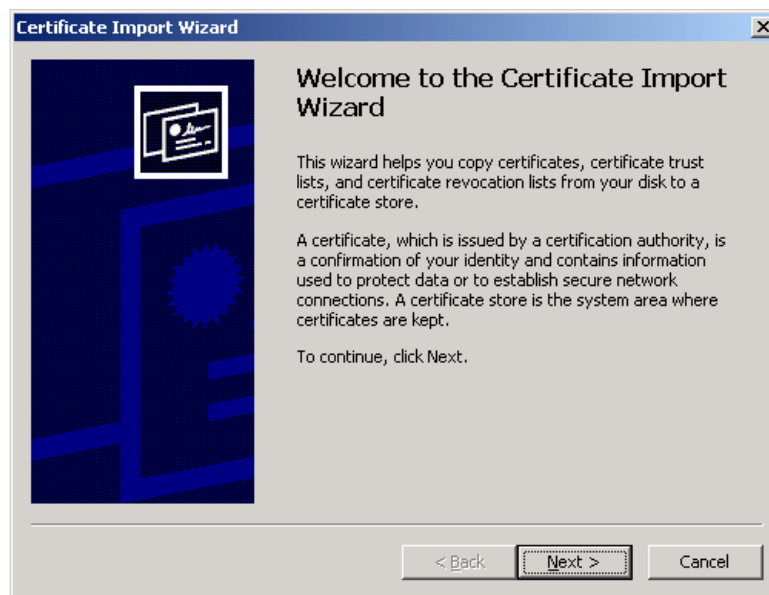 Certificate Import Wizard
Welcome to the Certificate Import
Wizard
This wizard helps you copy certificates, certificate trust
lists, and certificate revocation lists from your disk to a
certificate store.
A certificate, which is issued by a certification authority, is
a confirmation of your identity and contains information
used to protect data or to establish secure network
connections. A certificate store is the system area where
certificates are kept.
To continue, click Next.
< Back
Next >
Cancel